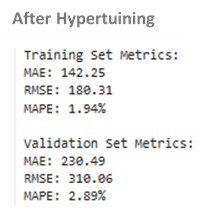 After Hypertuining
Training Set Metrics:
MAE: 142.25
RMSE: 180.31
MAPE: 1.94%
Validation Set Metrics:
MAE: 230.49
RMSE: 310.06
MAPE: 2.89%